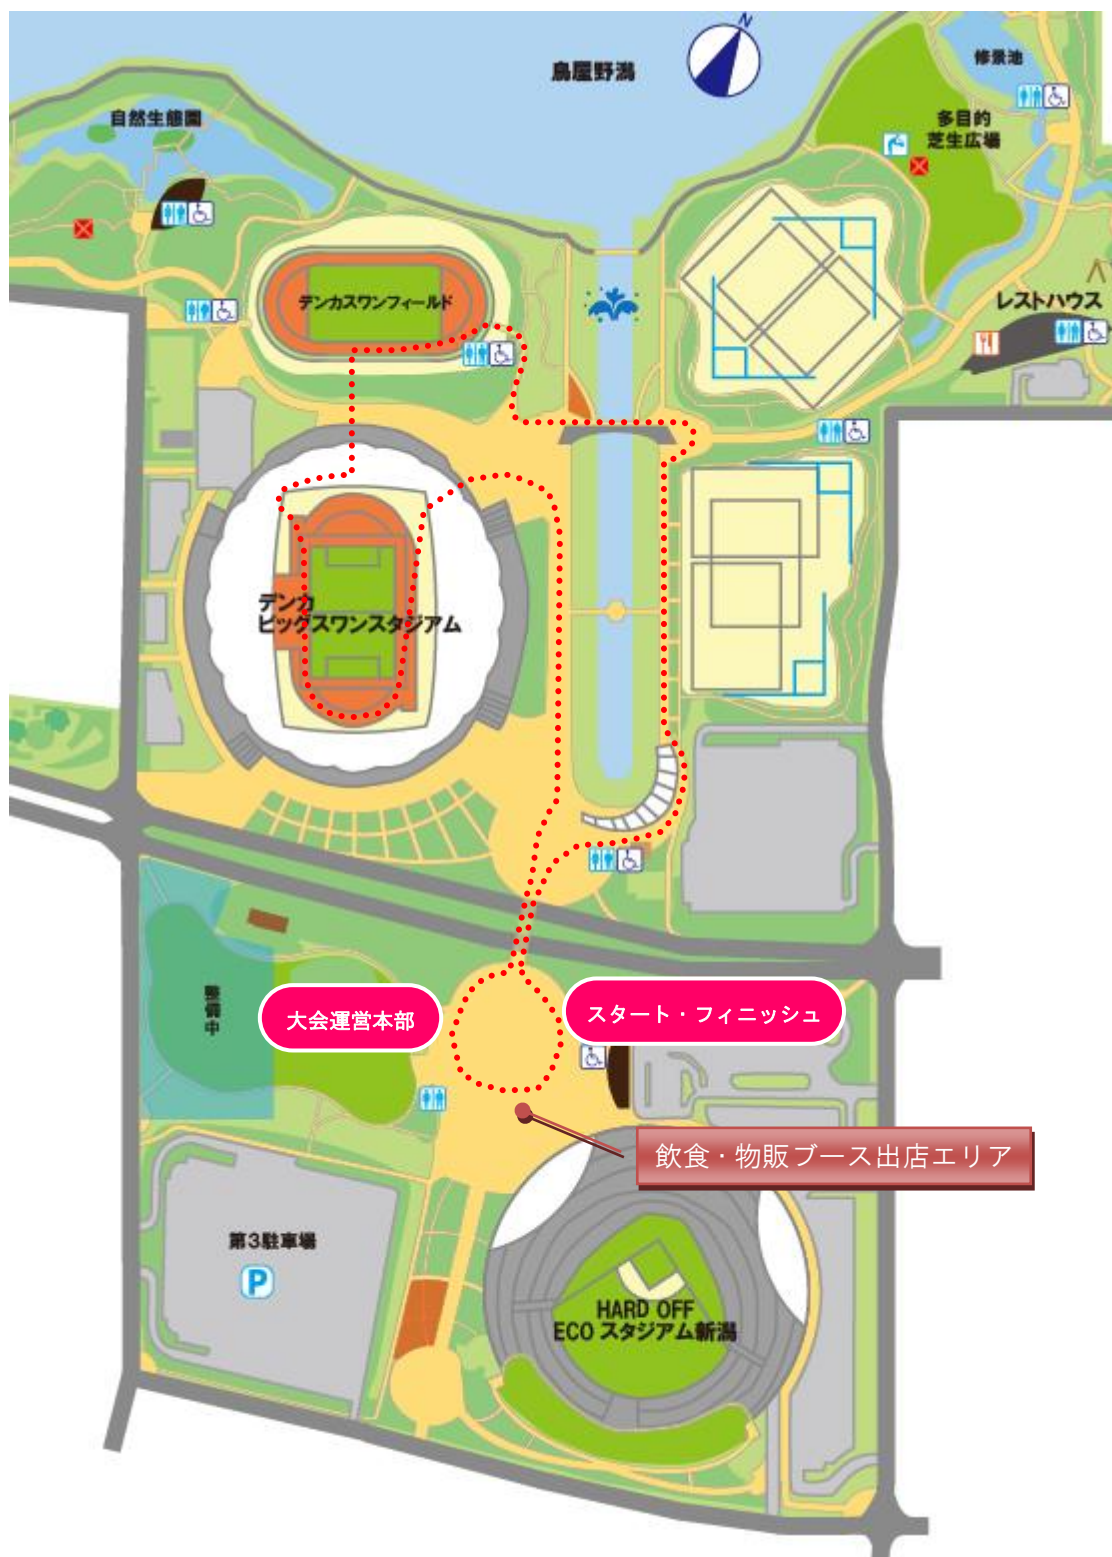 N
鳥屋野潟
修景池
自然生態園
多目的
芝生広場
デンカスワンフィールド
レストハウス
デンカ
ビッグスワンスタジアム
整備中
大会運営本部
スタート・フィニッシュ
飲食・物販ブース出店エリア
第3駐車場
P
HARD OFF
ECO スタジアム新潟